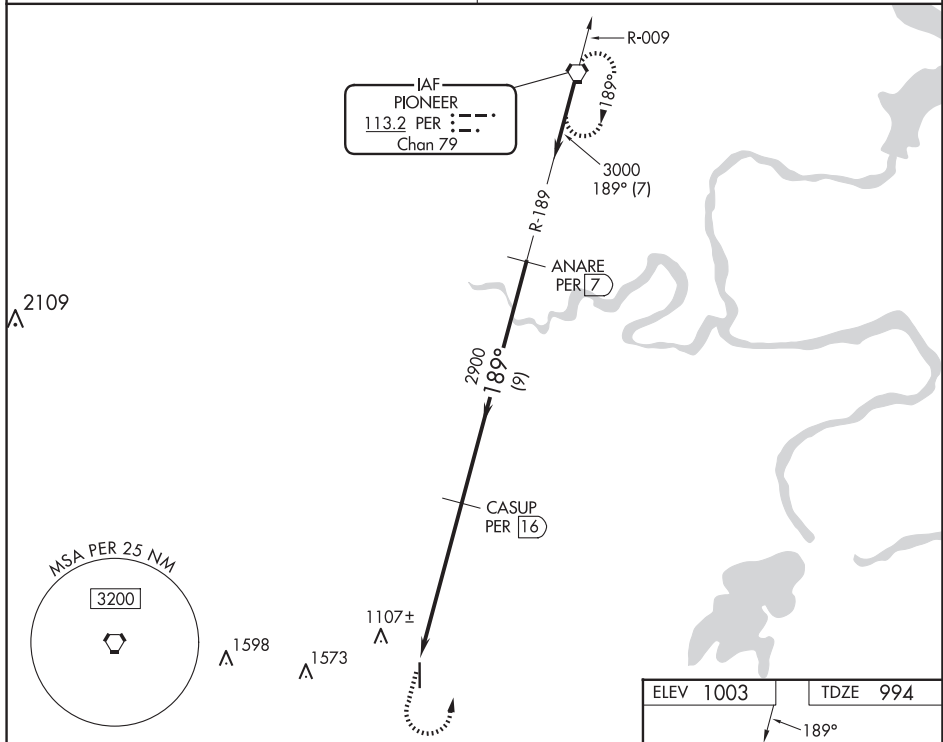 R-009
IAF
PIONEER
113.2 PER
Chan 79
189°
3000
189° (7)
R-189
ANARE
PER 7
2109
2900
189°
(9)
CASUP
PER 16
MSA PER 25 NM
3200
1107±
1598
1573
ELEV 1003
TDZE 994
189°